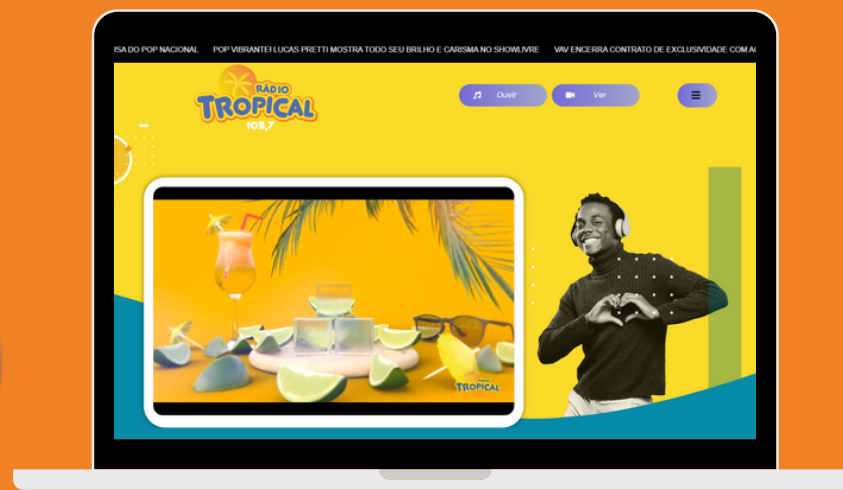 DO POP NACIONAL POP VIBRANTE! LUCAS PRETTI MOSTRA TODO SEU BRILHO E CARISMA NO SHOWLIVRE VAV ENCERRA CONTRATO DE EXCLUSIVIDADE COM
RÁDIO
TROPICAL
103,7
Ouvir
Ver
RÁDIO
TROPICAL